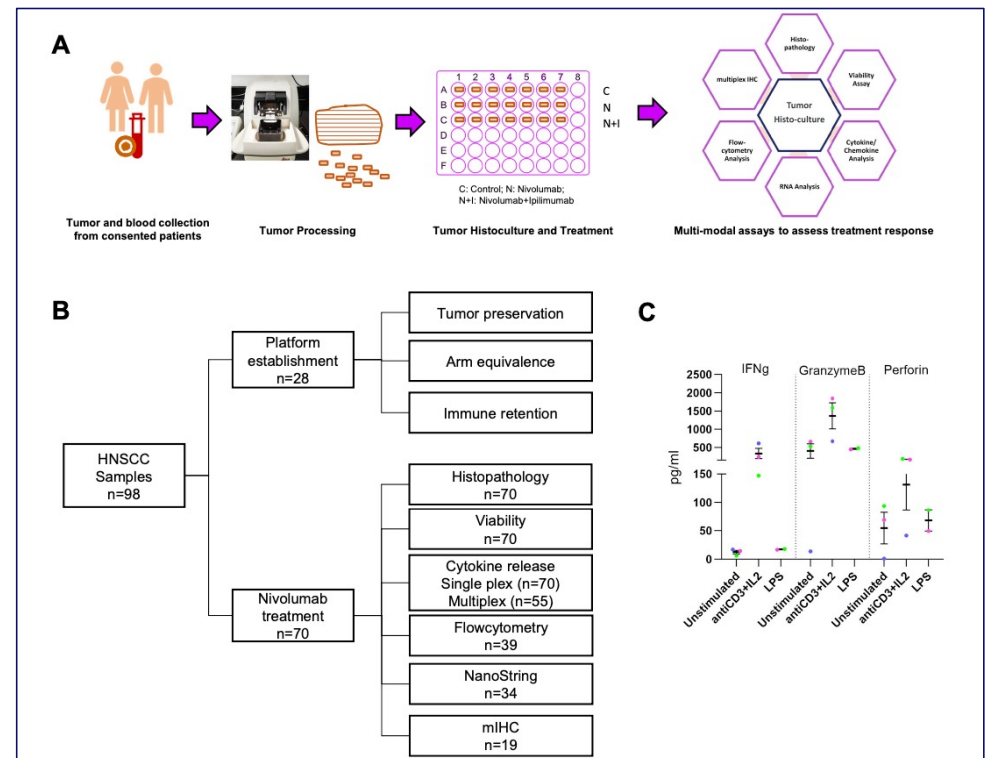 A
Tumor and blood collection
from consented patients
Tumor Processing
1 2 3 4 5 6 7 8
A
B
C
D
E
F
C
N
N+I
C: Control; N: Nivolumab;
N+I: Nivolumab+Ipilimumab
Tumor Histoculture and Treatment
Histo-
pathology
multiplex IHC
Viability
Assay
Tumor
Histo-culture
Flow-
cytometry
Analysis
Cytokine/
Chemokine
Analysis
RNA Analysis
Multi-modal assays to assess treatment response
B
HNSCC
Samples
n=98
Platform
establishment
n=28
Tumor preservation
Arm equivalence
Immune retention
Nivolumab
treatment
n=70
Histopathology
n=70
Viability
n=70
Cytokine release
Single plex (n=70)
Multiplex (n=55)
Flowcytometry
n=39
NanoString
n=34
mIHC
n=19
C
IFNg GranzymeB Perforin
pg/ml
2500
2000
1500
1000
500
150
100
50
0
Unstimulated
antiCD3+IL2
LPS
Unstimulated
antiCD3+IL2
LPS
Unstimulated
antiCD3+IL2
LPS